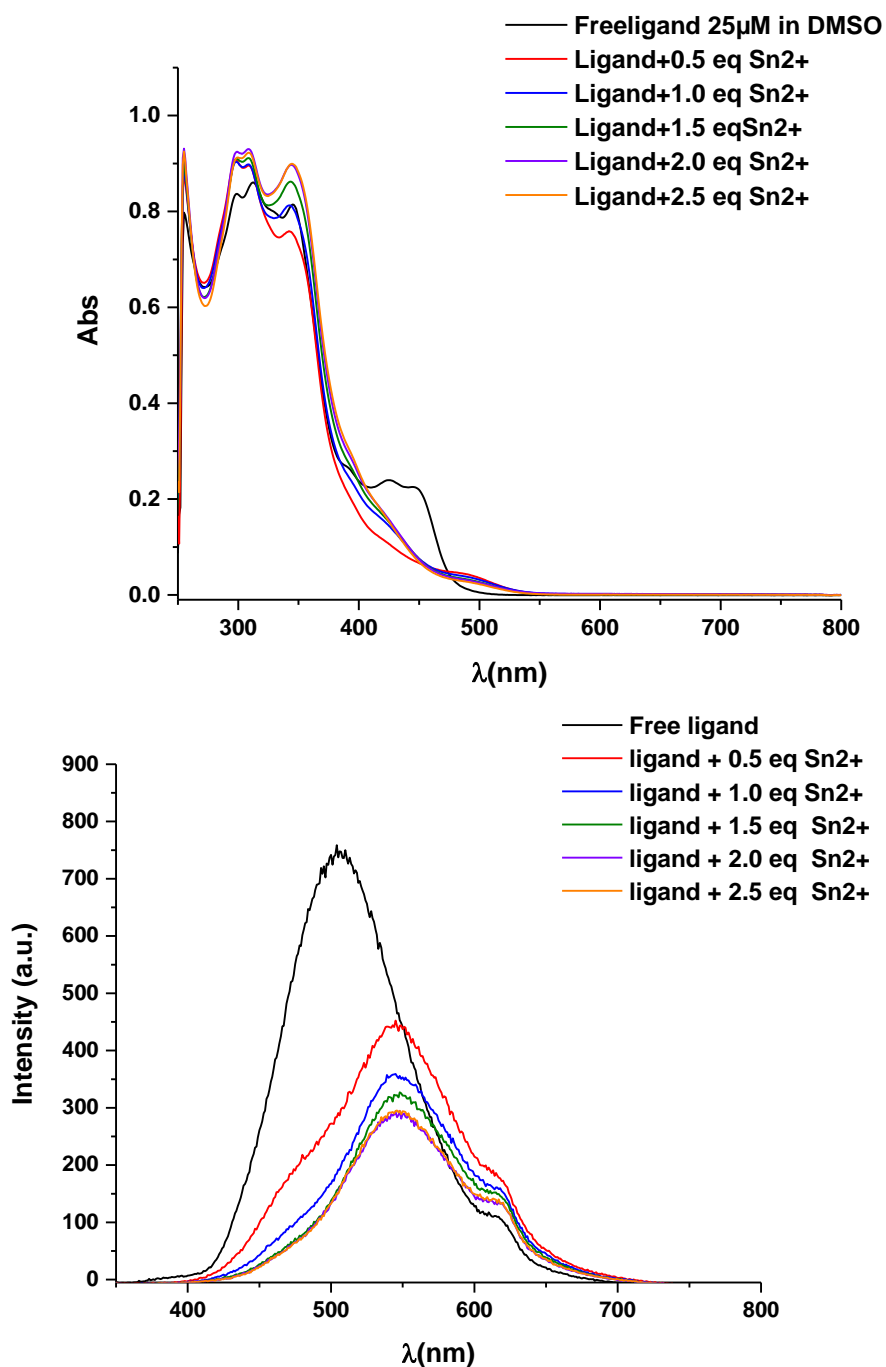 Freeligand 25µM in DMSO
Ligand+0.5 eq Sn2+
Ligand+1.0 eq Sn2+
Ligand+1.5 eqSn2+
Ligand+2.0 eq Sn2+
Ligand+2.5 eq Sn2+
1.0
0.8
0.6
0.4
0.2
0.0
Abs
300 400 500 600 700 800
λ(nm)
Free ligand
ligand + 0.5 eq Sn2+
ligand + 1.0 eq Sn2+
ligand + 1.5 eq Sn2+
ligand + 2.0 eq Sn2+
ligand + 2.5 eq Sn2+
900
800
700
600
500
400
300
200
100
0
Intensity (a.u.)
400 500 600 700 800
λ(nm)